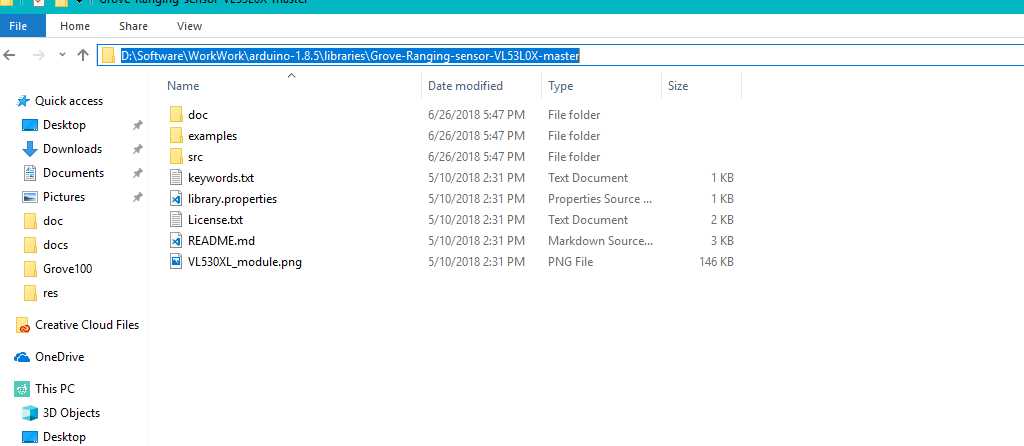 Grove-Ranging-sensor-VL53L0X-master
File Home Share View
D:\Software\WorkWork\arduino-1.8.5\libraries\Grove-Ranging-sensor-VL53L0X-master
Name Date modified Type Size
Quick access
Desktop
Downloads
Documents
Pictures
doc
docs
Grove100
res
Creative Cloud Files
OneDrive
This PC
3D Objects
Desktop
doc 6/26/2018 5:47 PM File folder
examples 6/26/2018 5:47 PM File folder
src 6/26/2018 5:47 PM File folder
keywords.txt 5/10/2018 2:31 PM Text Document 1 KB
library.properties 5/10/2018 2:31 PM Properties Source ... 1 KB
License.txt 5/10/2018 2:31 PM Text Document 2 KB
README.md 5/10/2018 2:31 PM Markdown Source... 3 KB
VL530XL_module.png 5/10/2018 2:31 PM PNG File 146 KB